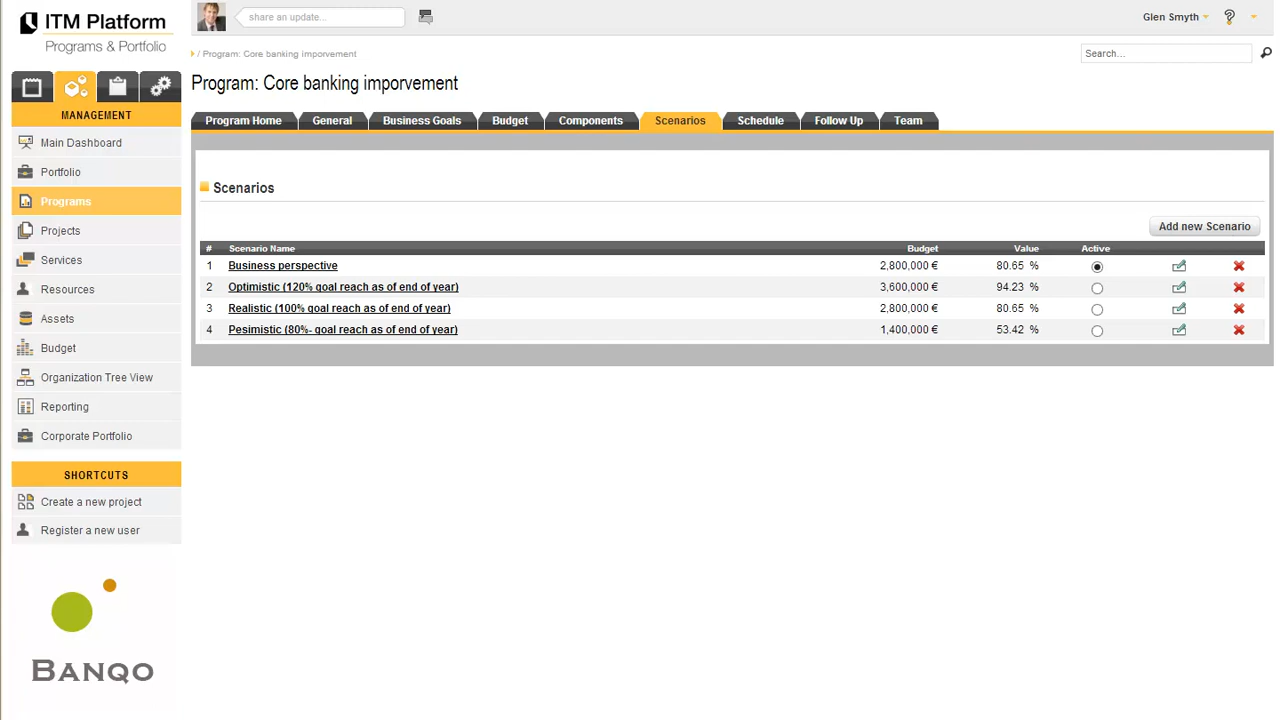 ITM Platform
Programs & Portfolio
share an update...
Glen Smyth
?
/ Program: Core banking imporvement
Search...
Program: Core banking imporvement
Program Home
General
Business Goals
Budget
Components
Scenarios
Schedule
Follow Up
Team
MANAGEMENT
Main Dashboard
Portfolio
Programs
Projects
Services
Resources
Assets
Budget
Organization Tree View
Reporting
Corporate Portfolio
SHORTCUTS
Create a new project
Register a new user
BANQO
Scenarios
Add new Scenario
# Scenario Name Budget Value Active
1 Business perspective 2,800,000 € 80.65 %
2 Optimistic (120% goal reach as of end of year) 3,600,000 € 94.23 %
3 Realistic (100% goal reach as of end of year) 2,800,000 € 80.65 %
4 Pesimistic (80%- goal reach as of end of year) 1,400,000 € 53.42 %